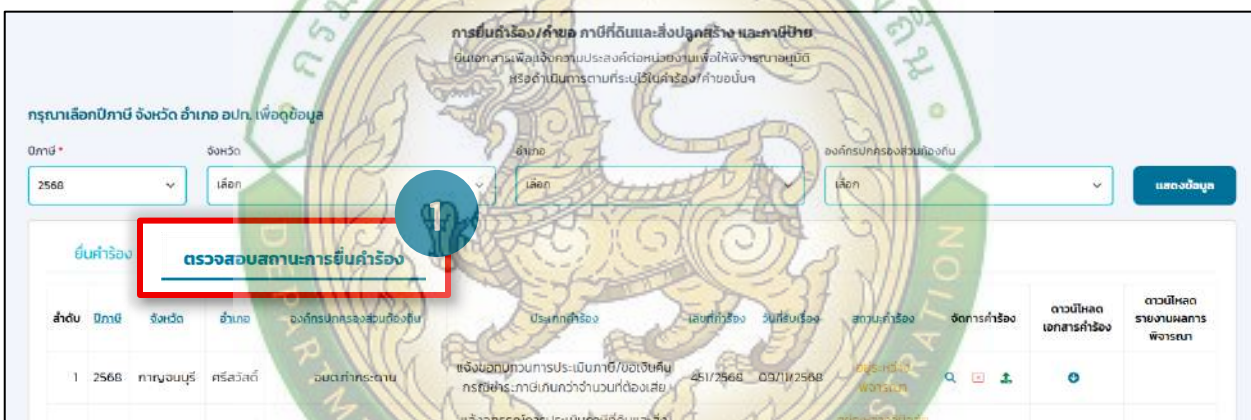 การยื่นคำร้อง/คำขอ ภาษีที่ดินและสิ่งปลูกสร้าง และภาษีป้าย
ยื่นเอกสารเพื่อแจ้งความประสงค์ต่อหน่วยงานเพื่อให้พิจารณาอนุมัติ
หรือดำเนินการตามที่ระบุไว้ในคำร้อง/คำขอนั้นๆ
กรุณาเลือกปีภาษี จังหวัด อำเภอ อปท. เพื่อดูข้อมูล
ปีภาษี * จังหวัด อำเภอ องค์กรปกครองส่วนท้องถิ่น
2568 เลือก เลือก เลือก แสดงข้อมูล
1
ยื่นคำร้อง ตรวจสอบสถานะการยื่นคำร้อง
ลำดับ ปีภาษี จังหวัด อำเภอ องค์กรปกครองส่วนท้องถิ่น ประเภทคำร้อง เลขที่คำร้อง วันที่รับเรื่อง สถานะคำร้อง จัดการคำร้อง ดาวน์โหลด
เอกสารคำร้อง ดาวน์โหลด
รายงานผลการ
พิจารณา
1 2568 กาญจนบุรี ศรีสวัสดิ์ อบต.ท่ากระดาน แจ้งขอทบทวนการประเมินภาษี/ขอเงินคืน
กรณีชำระภาษีเกินกว่าจำนวนที่ต้องเสีย 451/2568 09/11/2568 อยู่ระหว่าง
พิจารณา
DEPARTMENT
RATION